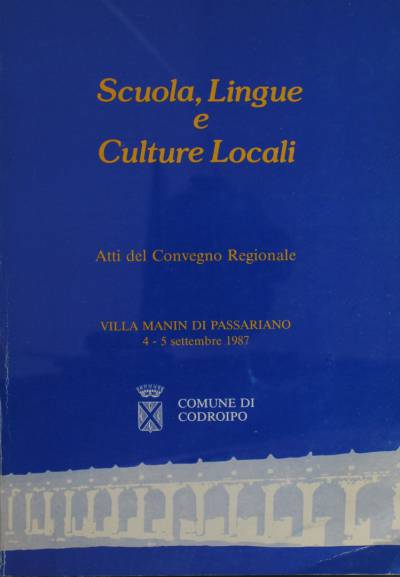 Scuola, Lingue
e
Culture Locali
Atti del Convegno Regionale
VILLA MANIN DI PASSARIANO
4 - 5 settembre 1987
COMUNE DI
CODROIPO